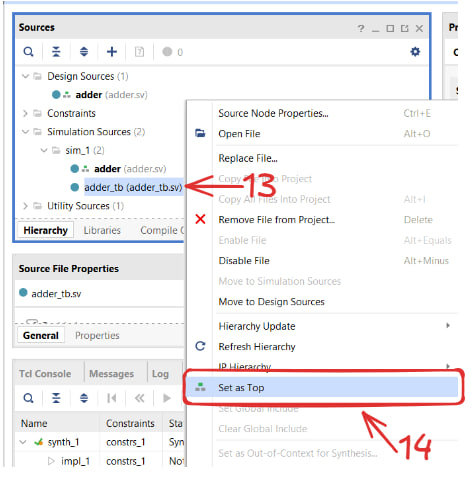 Sources
? _ □ X
Pr
0
Design Sources (1)
adder (adder.sv)
Constraints
Simulation Sources (2)
sim_1 (2)
adder (adder.sv)
adder_tb (adder_tb.sv)
13
Utility Sources (1)
Hierarchy Libraries Compile O
Source File Properties
adder_tb.sv
General Properties
Tcl Console Messages Log
Name Constraints Sta
synth_1 constrs_1 Syn
impl_1 constrs_1 Not
Source Node Properties... Ctrl+E
Open File Alt+O
Replace File...
Copy File Into Project
Copy All Files Into Project Alt+I
Remove File from Project... Delete
Enable File Alt+Equals
Disable File Alt+Minus
Move to Simulation Sources
Move to Design Sources
Hierarchy Update
Refresh Hierarchy
IP Hierarchy
Set as Top
Set Global Include
14
Clear Global Include
Set as Out-of-Context for Synthesis...